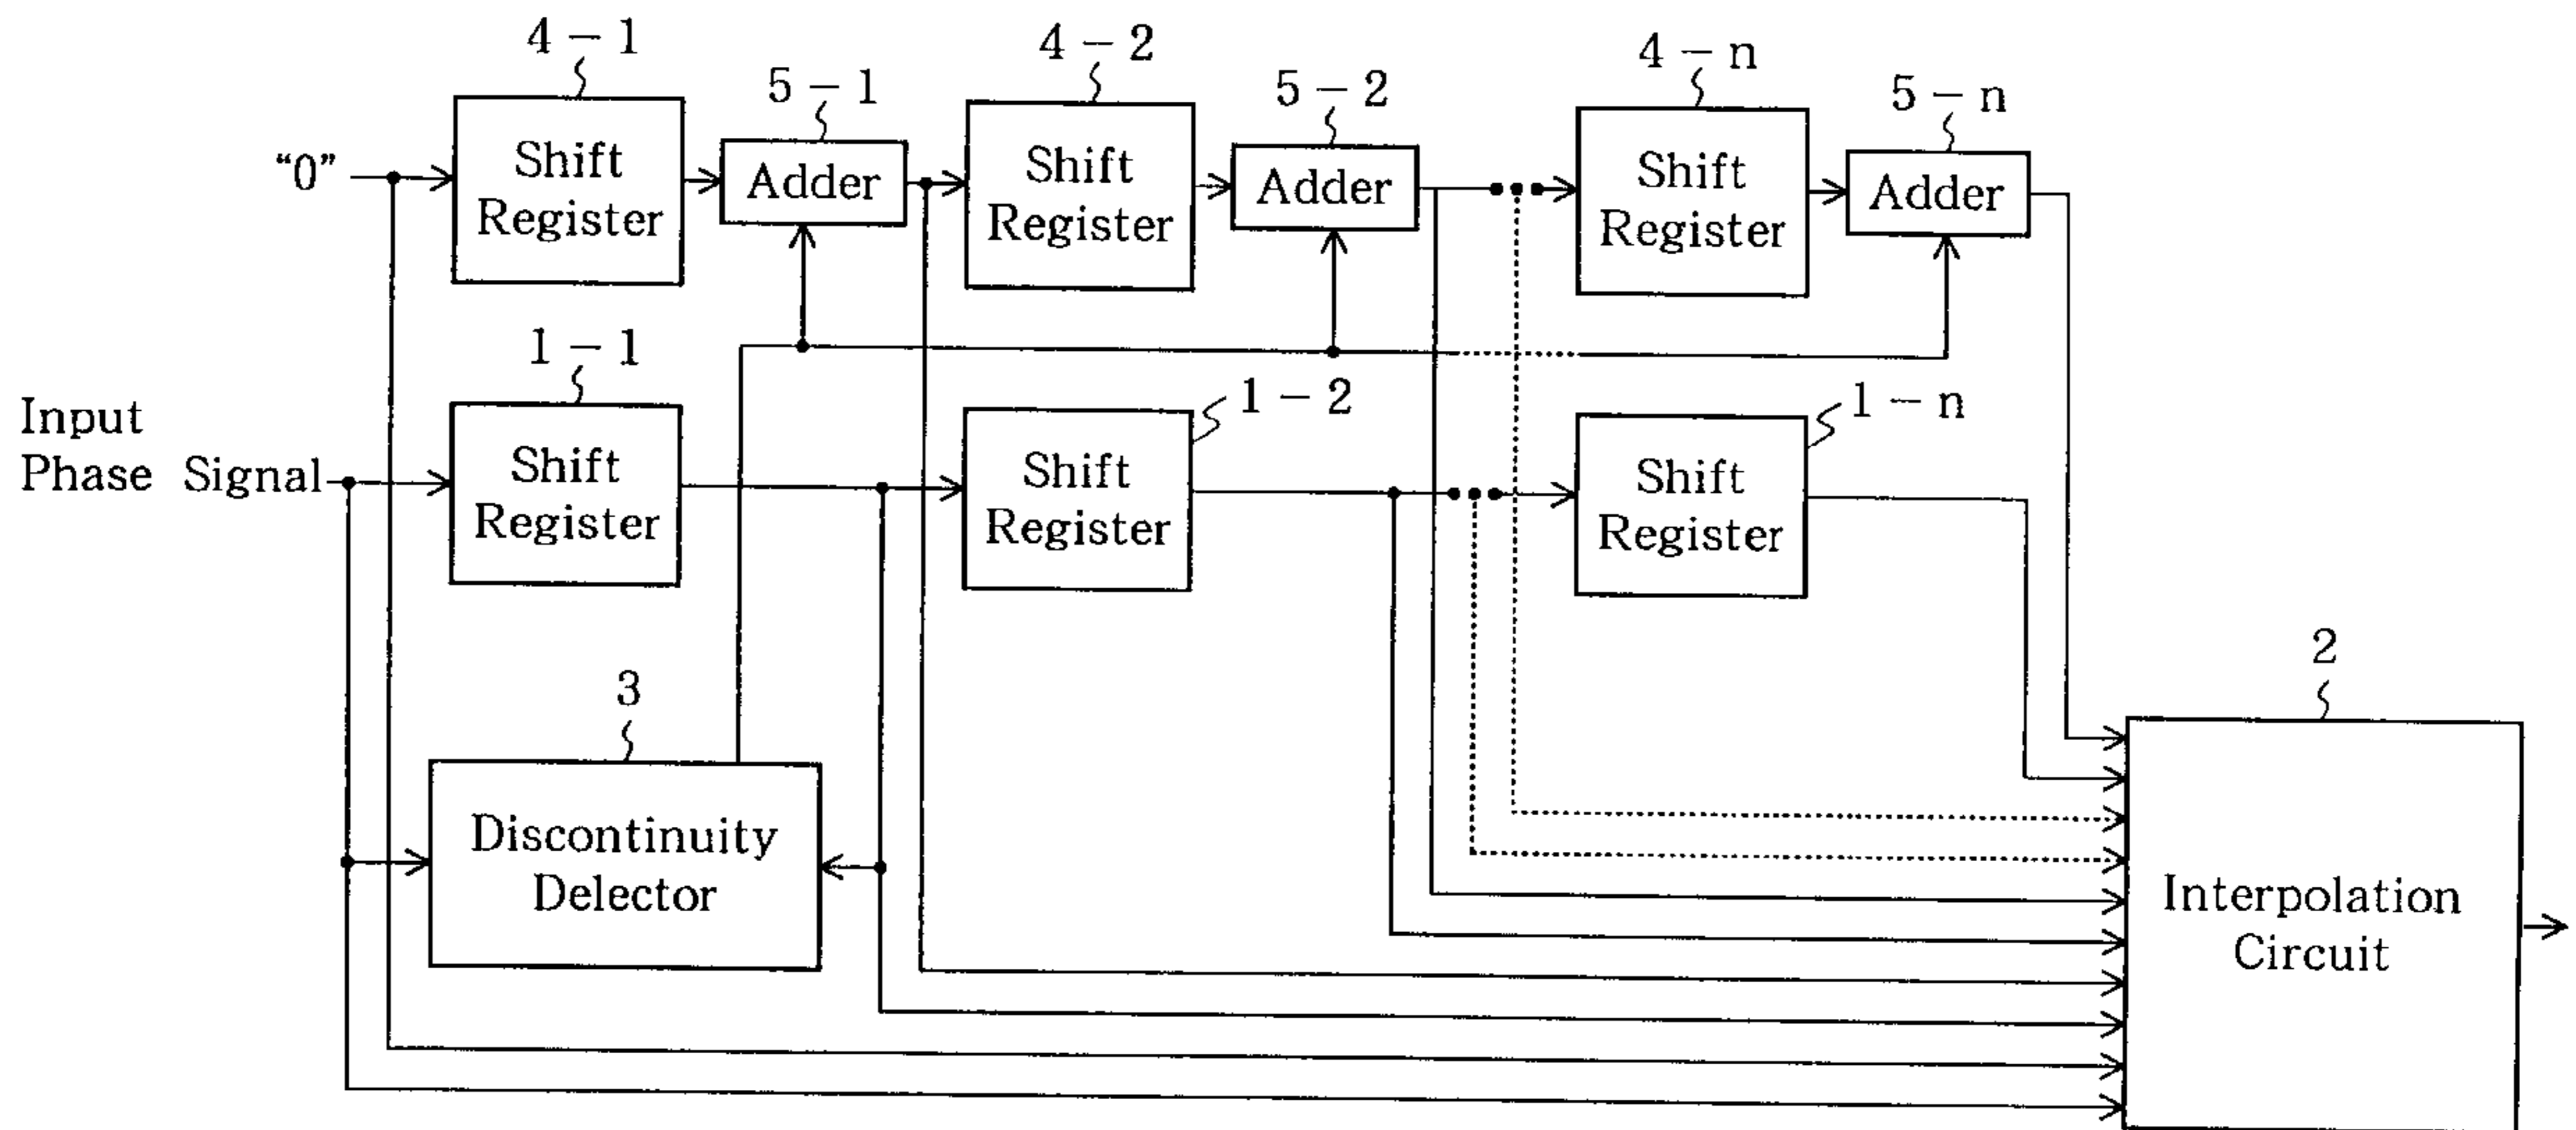 4 - 1
4 - 2
4 - n
5 - 1
5 - 2
5 - n
“0”
Shift
Register
Adder
Shift
Register
Adder
Shift
Register
Adder
1 - 1
1 - 2
1 - n
Input
Phase Signal
Shift
Register
Shift
Register
Shift
Register
3
2
Discontinuity
Delector
Interpolation
Circuit